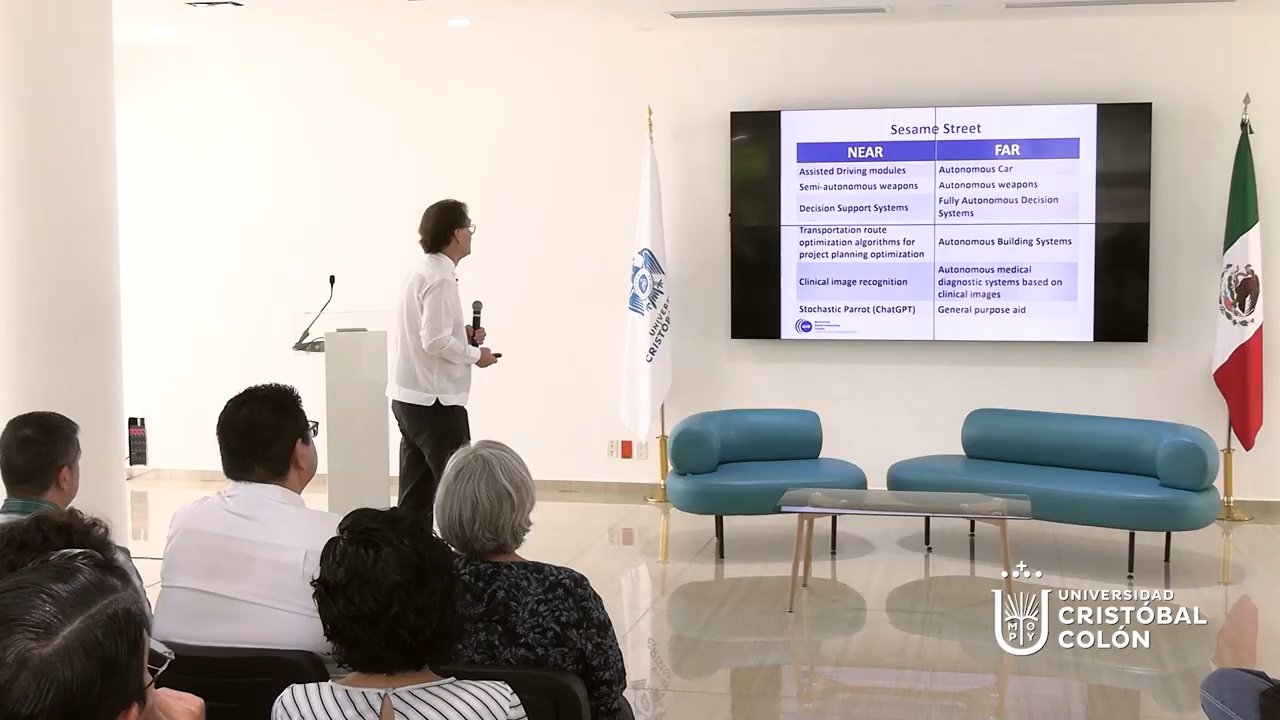 Sesame Street
NEAR
FAR
Assisted Driving modules
Autonomous Car
Semi-autonomous weapons
Autonomous weapons
Decision Support Systems
Fully Autonomous Decision
Systems
Transportation route
optimization algorithms for
project planning optimization
Autonomous Building Systems
Clinical image recognition
Autonomous medical
diagnostic systems based on
clinical images
Stochastic Parrot (ChatGPT)
General purpose aid
UNIVERS
CRISTÓB
UNIVERSIDAD
CRISTÓBAL
COLÓN